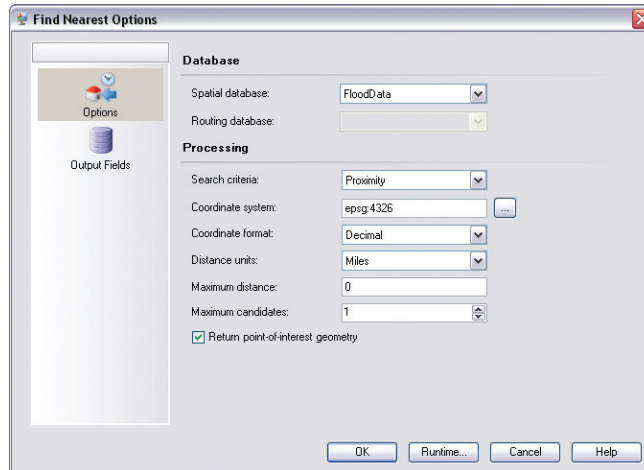 Find Nearest Options
Options
Output Fields
Database
Spatial database: FloodData
Routing database:
Processing
Search criteria: Proximity
Coordinate system: epsg:4326 ...
Coordinate format: Decimal
Distance units: Miles
Maximum distance: 0
Maximum candidates: 1
Return point-of-interest geometry
OK Runtime... Cancel Help